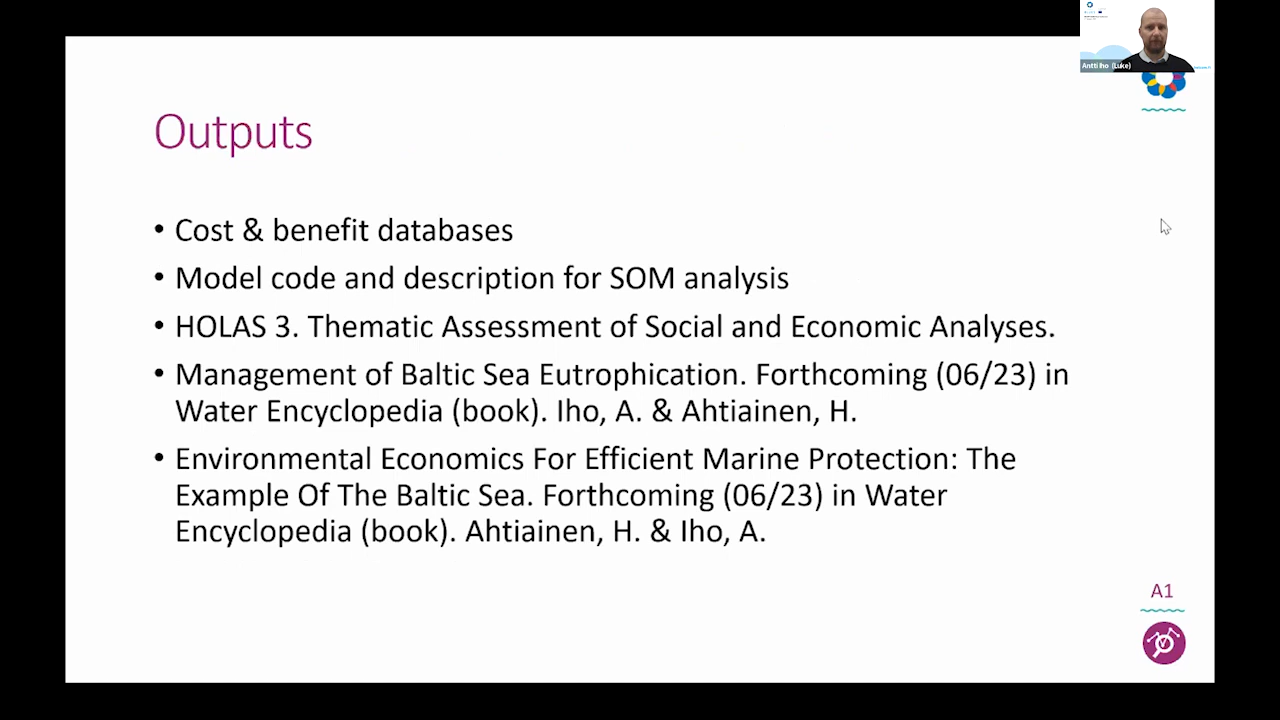 Antti Iho (Luke)
Outputs
• Cost & benefit databases
• Model code and description for SOM analysis
• HOLAS 3. Thematic Assessment of Social and Economic Analyses.
• Management of Baltic Sea Eutrophication. Forthcoming (06/23) in
Water Encyclopedia (book). Iho, A. & Ahtiainen, H.
• Environmental Economics For Efficient Marine Protection: The
Example Of The Baltic Sea. Forthcoming (06/23) in Water
Encyclopedia (book). Ahtiainen, H. & Iho, A.
A1